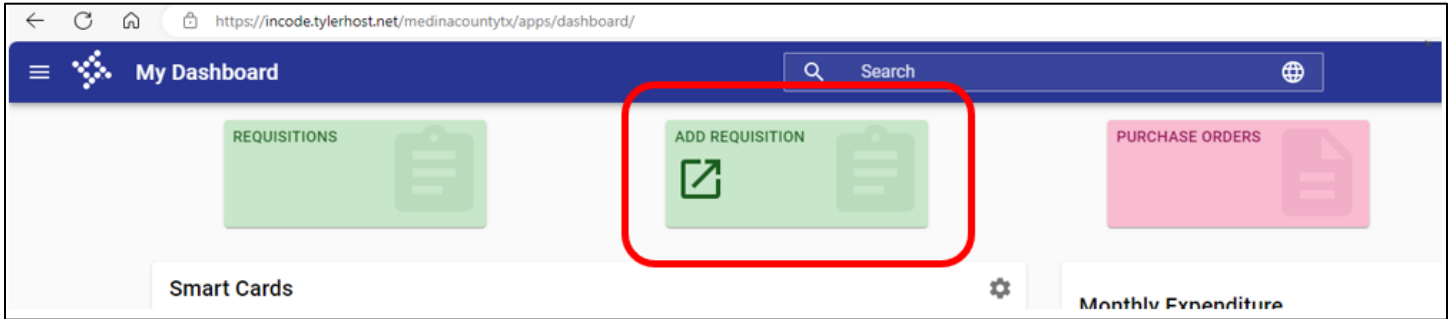 https://incode.tylerhost.net/medinacountytx/apps/dashboard/
My Dashboard
Search
REQUISITIONS
ADD REQUISITION
PURCHASE ORDERS
Smart Cards
Monthly Expenditure